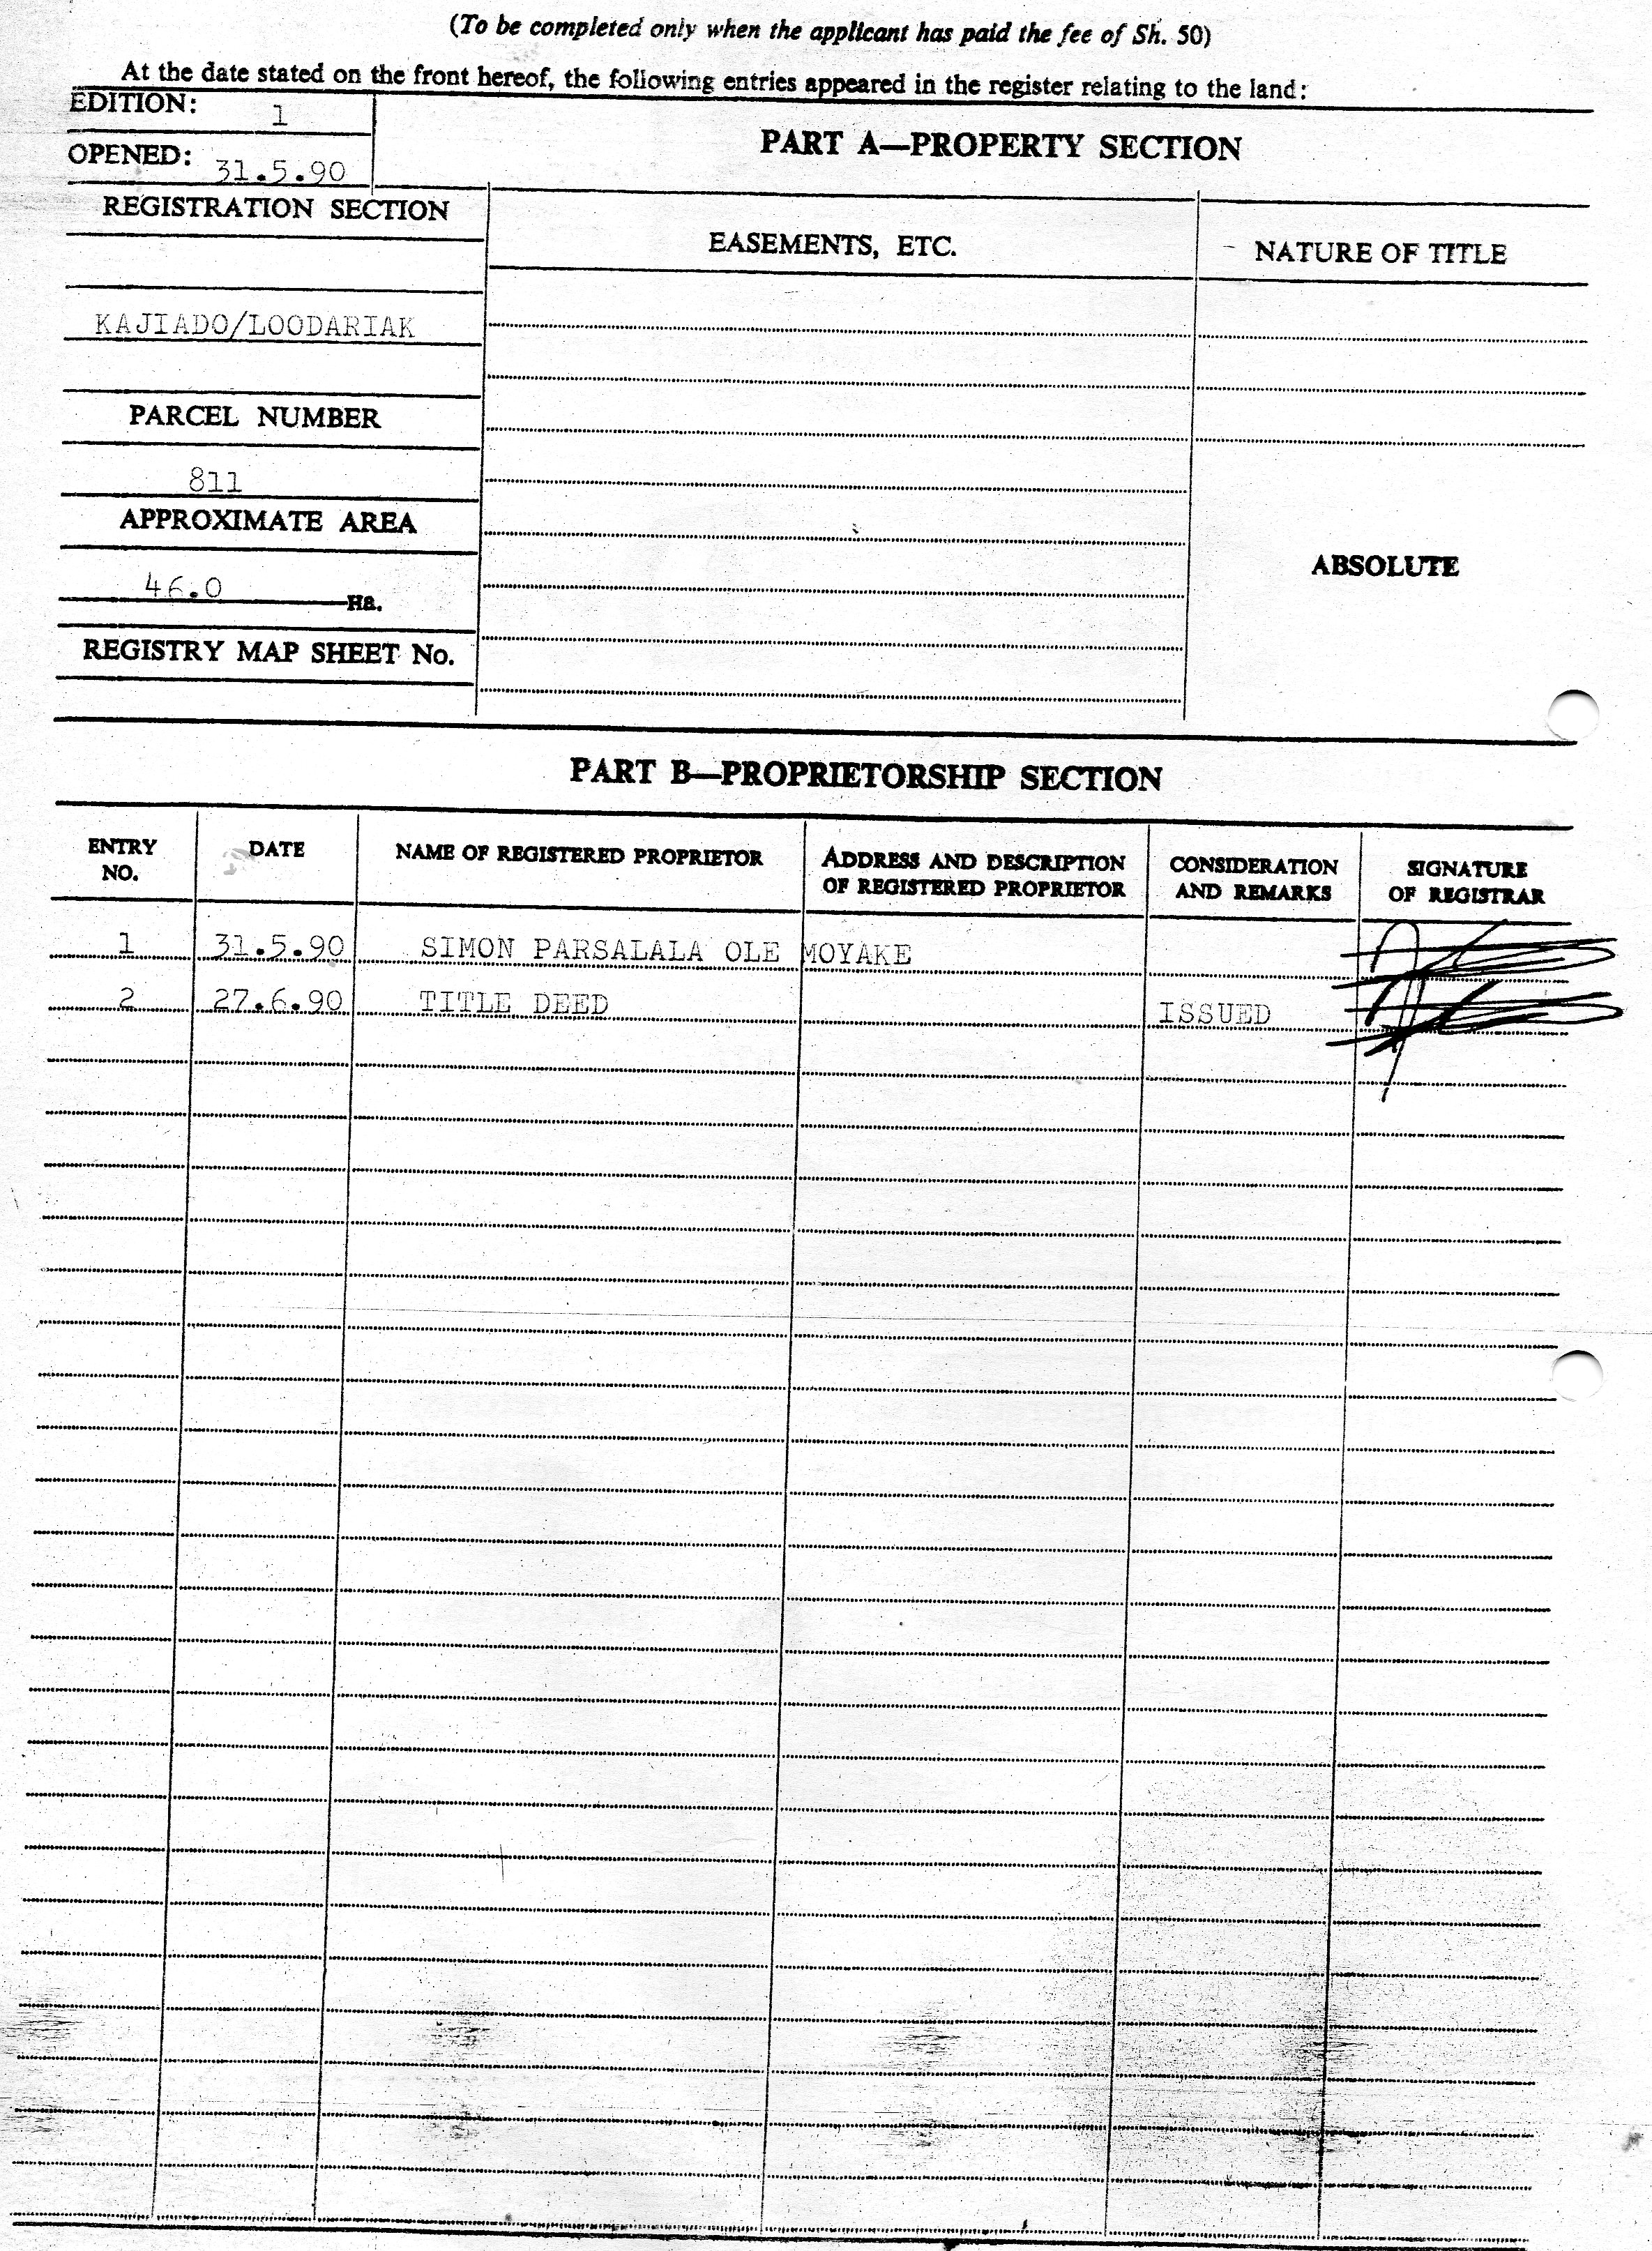 (To be completed only when the applicant has paid the fee of Sh. 50)
At the date stated on the front hereof, the following entries appeared in the register relating to the land:
EDITION: 1
OPENED: 31.5.90
PART A—PROPERTY SECTION
REGISTRATION SECTION
EASEMENTS, ETC.
NATURE OF TITLE
KAJIADO/LOODARIAK
PARCEL NUMBER
811
APPROXIMATE AREA
46.0 Ha.
ABSOLUTE
REGISTRY MAP SHEET No.
PART B—PROPRIETORSHIP SECTION
ENTRY NO.
DATE
NAME OF REGISTERED PROPRIETOR
ADDRESS AND DESCRIPTION OF REGISTERED PROPRIETOR
CONSIDERATION AND REMARKS
SIGNATURE OF REGISTRAR
1 31.5.90 SIMON PARSALALA OLE MOYAKE
2 27.6.90 TITLE DEED ISSUED